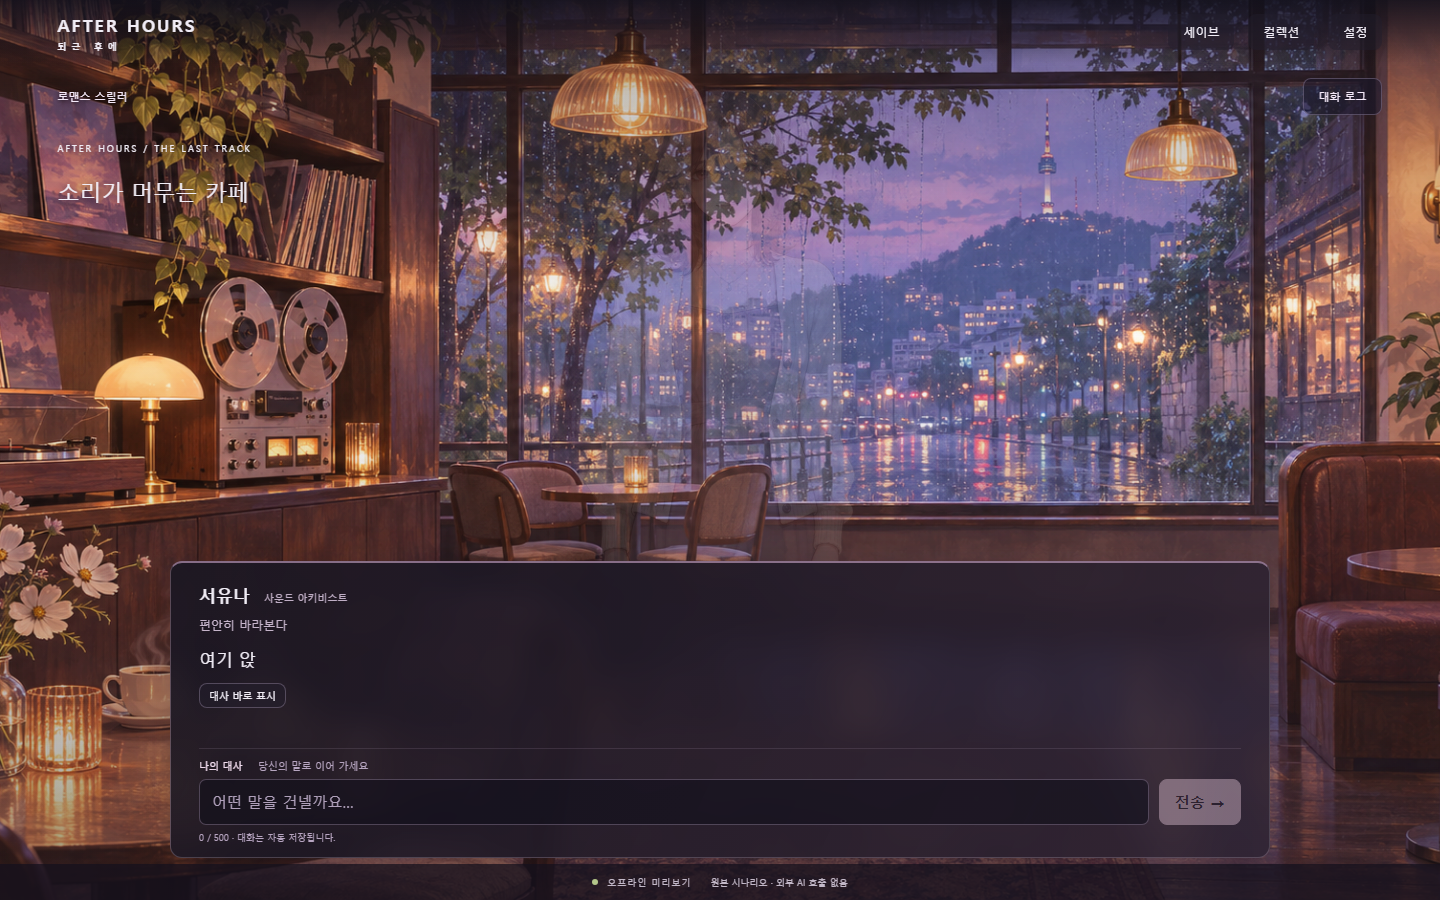 AFTER HOURS
퇴근 후에
세이브
컬렉션
설정
로맨스 스릴러
대화 로그
AFTER HOURS / THE LAST TRACK
소리가 머무는 카페
서유나 사운드 아키비스트
편안히 바라본다
여기 앉
대사 바로 표시
나의 대사 당신의 말로 이어 가세요
어떤 말을 건넬까요...
전송 →
0 / 500 · 대화는 자동 저장됩니다.
오프라인 미리보기 원본 시나리오 · 외부 AI 호출 없음